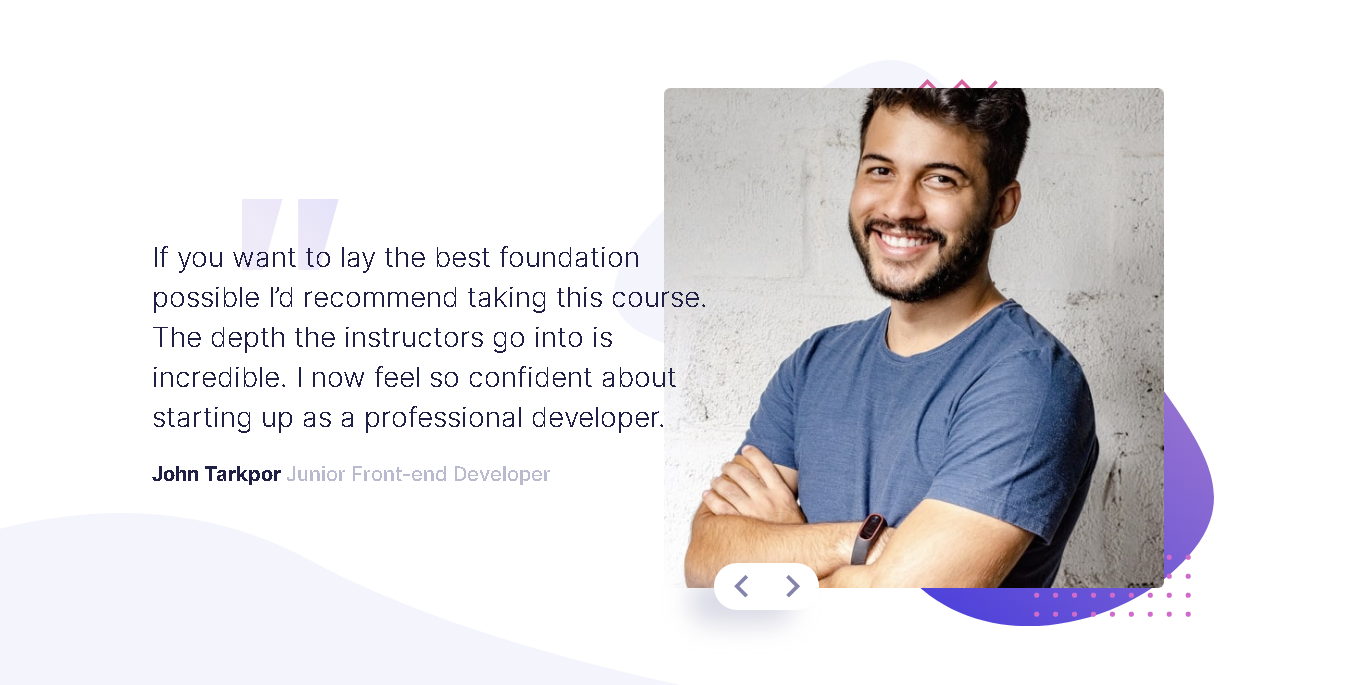 If you want to lay the best foundation
possible I’d recommend taking this course.
The depth the instructors go into is
incredible. I now feel so confident about
starting up as a professional developer.
John Tarkpor Junior Front-end Developer